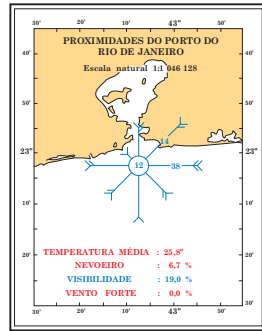 30' 20' 10' 43° 50'
PROXIMIDADES DO PORTO DO
RIO DE JANEIRO
Escala natural 1:1 046 128
40' 40'
50' 50'
14
23° 23°
12 38
10' 10'
20' 20'
TEMPERATURA MÉDIA : 25,8°
NEVOEIRO : 6,7 %
VISIBILIDADE : 19,0 %
VENTO FORTE : 0,0 %
30' 20' 10' 43° 50'